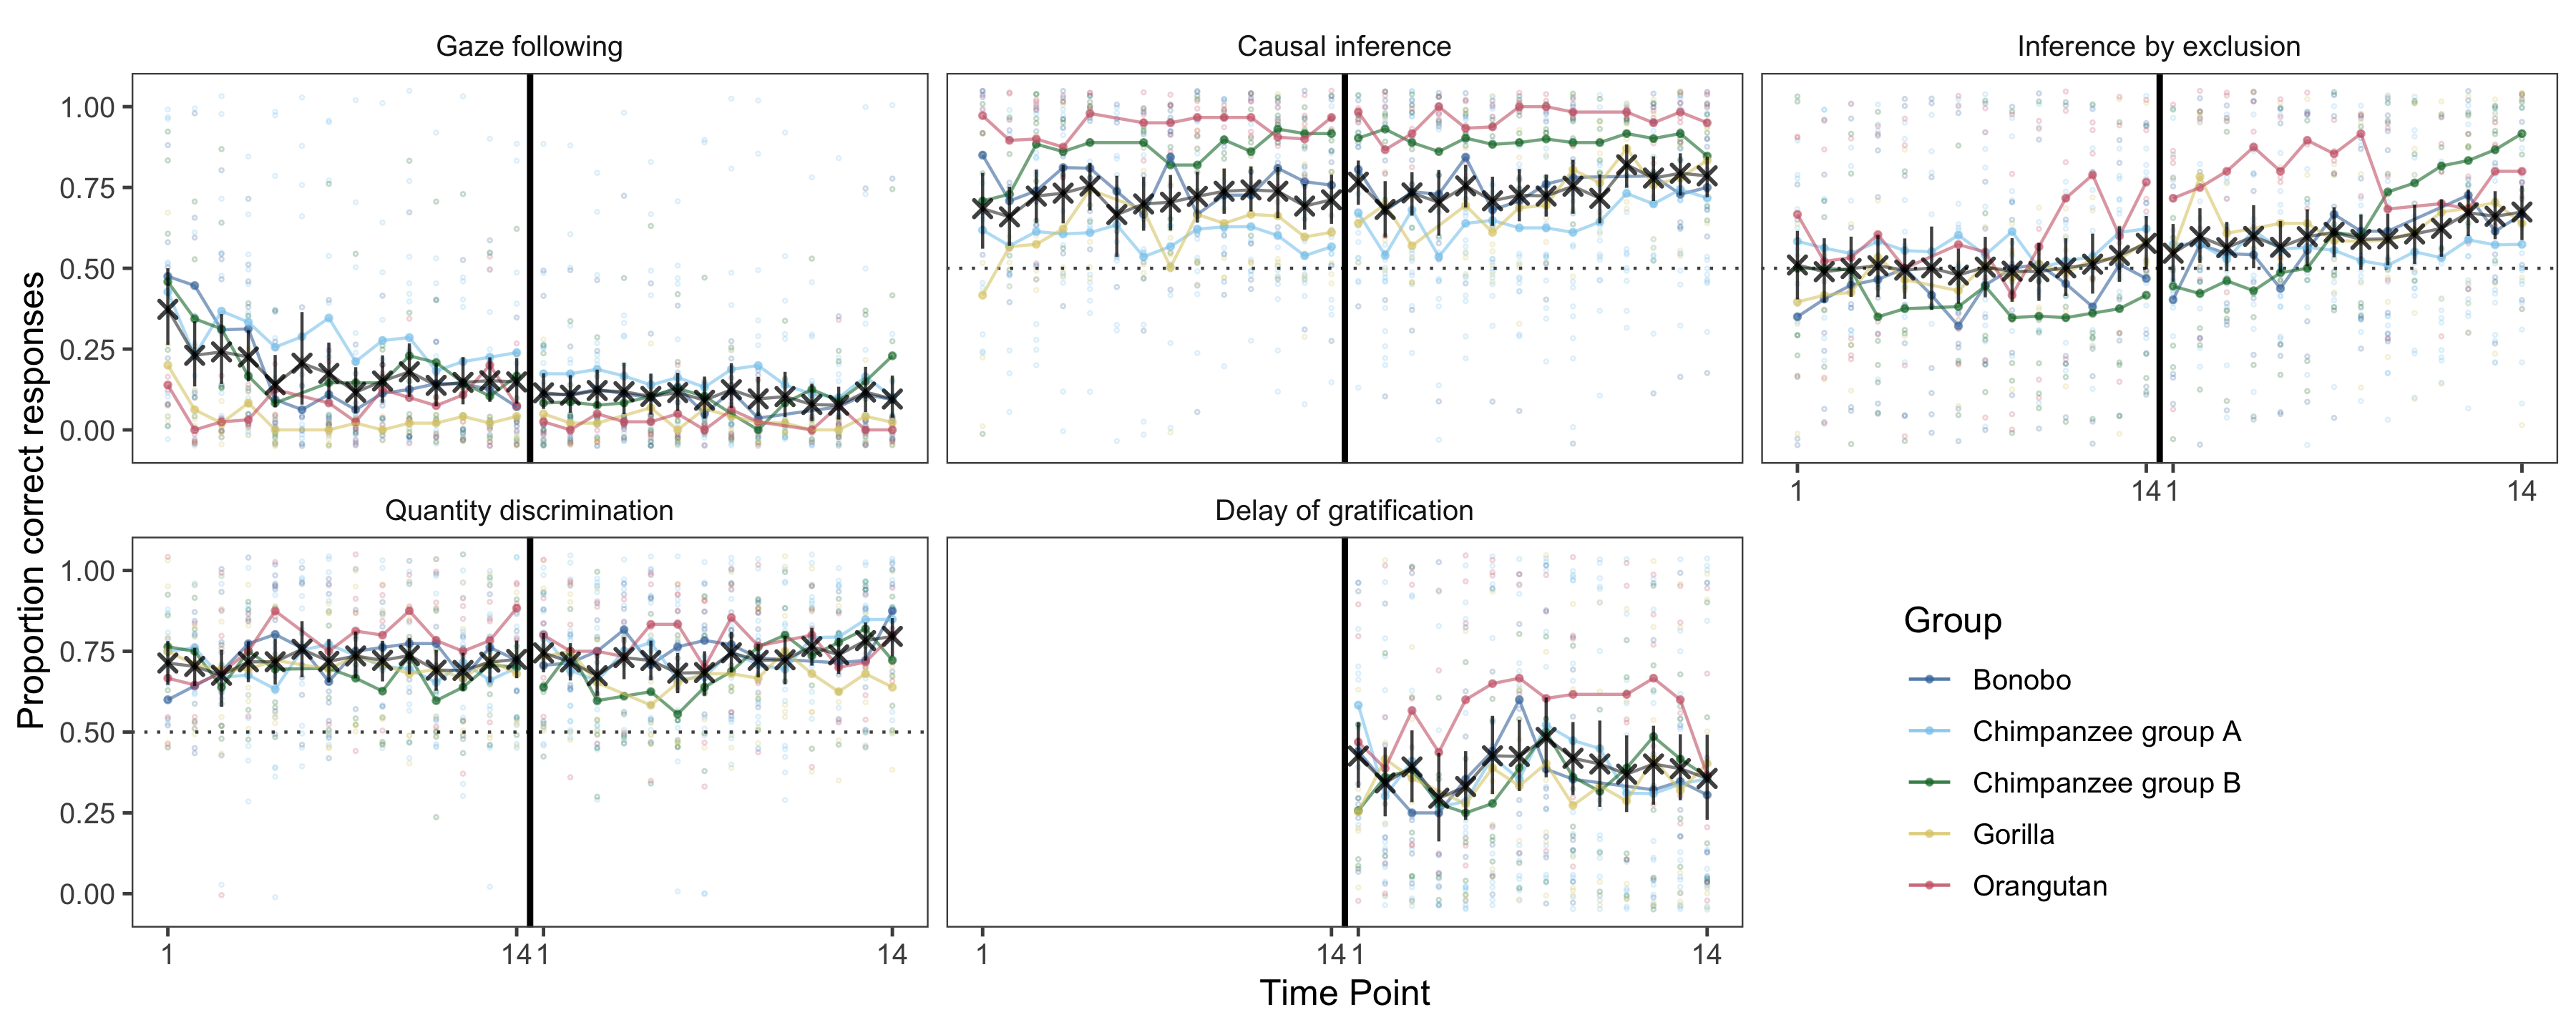 Gaze following
Causal inference
Inference by exclusion
1.00
0.75
0.50
0.25
0.00
1
14 1
14
Quantity discrimination
Delay of gratification
1.00
0.75
0.50
0.25
0.00
1
14 1
14
1
14 1
14
Proportion correct responses
Time Point
Group
Bonobo
Chimpanzee group A
Chimpanzee group B
Gorilla
Orangutan